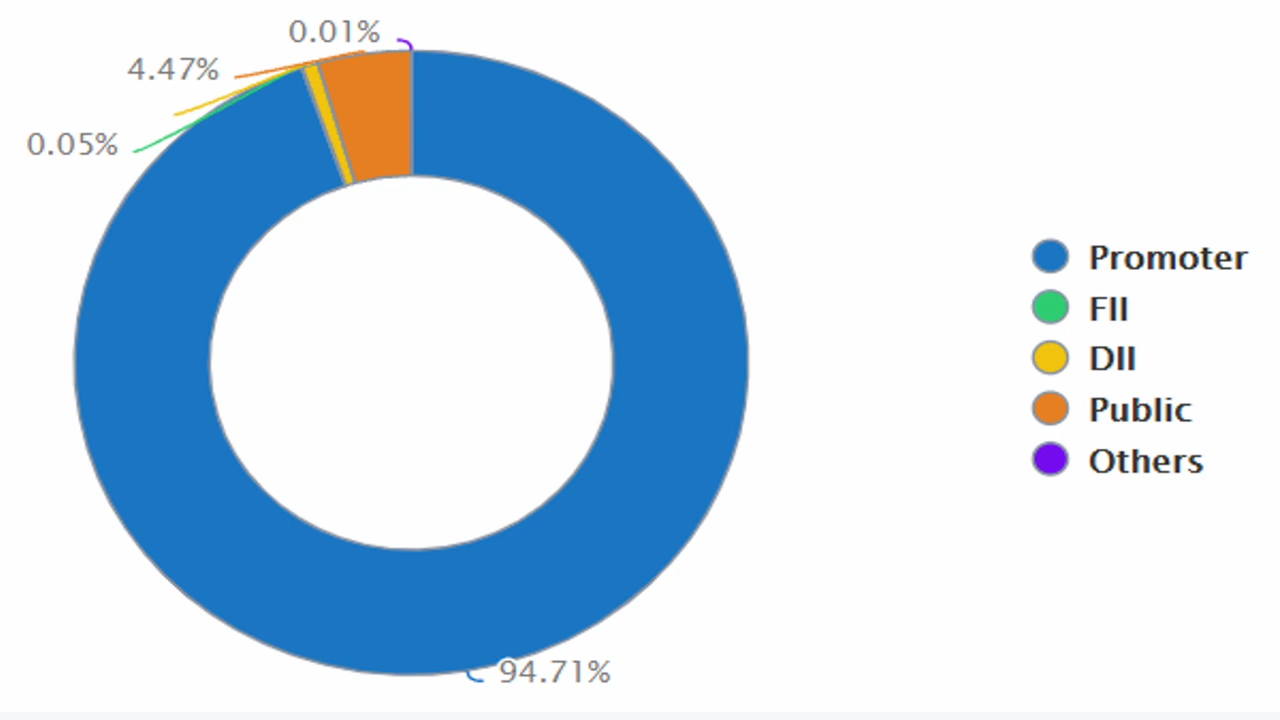 0.01%
4.47%
0.05%
94.71%
Promoter
FII
DII
Public
Others